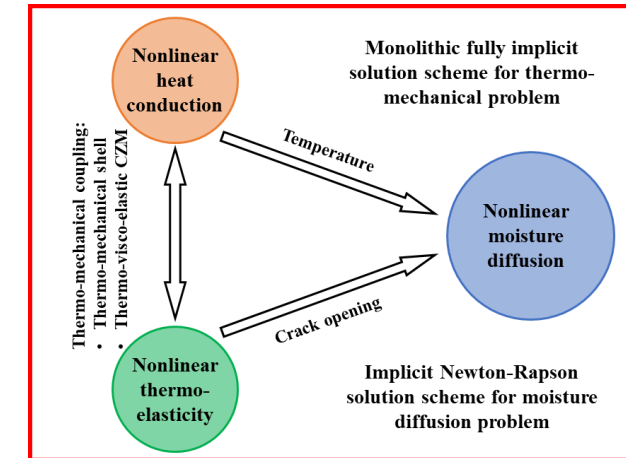 Nonlinear
heat
conduction
Monolithic fully implicit
solution scheme for thermo-
mechanical problem
Thermo-mechanical coupling:
• Thermo-mechanical shell
• Thermo-visco-elastic CZM
Temperature
Nonlinear
moisture
diffusion
Crack opening
Nonlinear
thermo-
elasticity
Implicit Newton-Rapson
solution scheme for moisture
diffusion problem